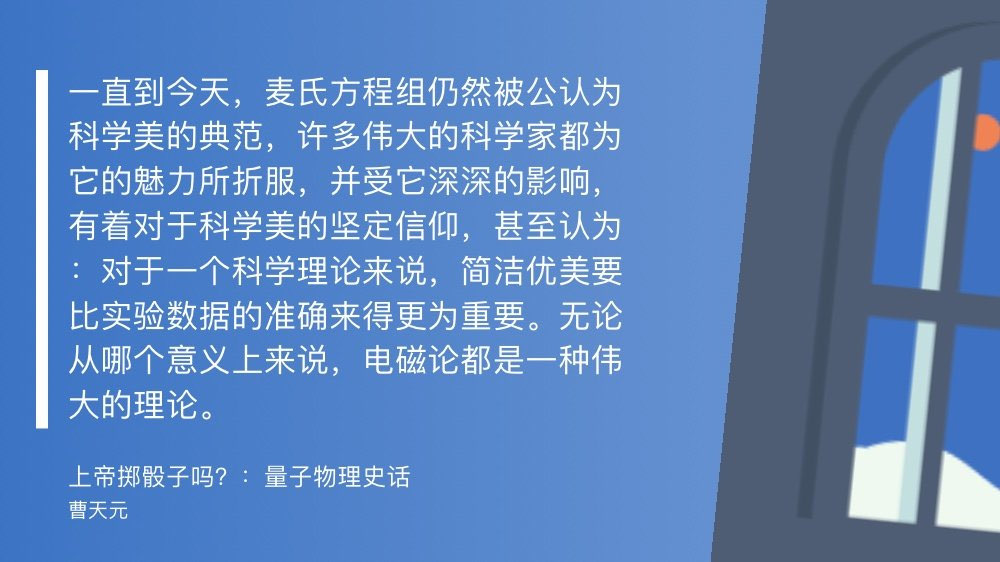 一直到今天，麦氏方程组仍然被公认为
科学美的典范，许多伟大的科学家都为
它的魅力所折服，并受它深深的影响，
有着对于科学美的坚定信仰，甚至认为
：对于一个科学理论来说，简洁优美要
比实验数据的准确来得更为重要。无论
从哪个意义上来说，电磁论都是一种伟
大的理论。
上帝掷骰子吗？：量子物理史话
曹天元